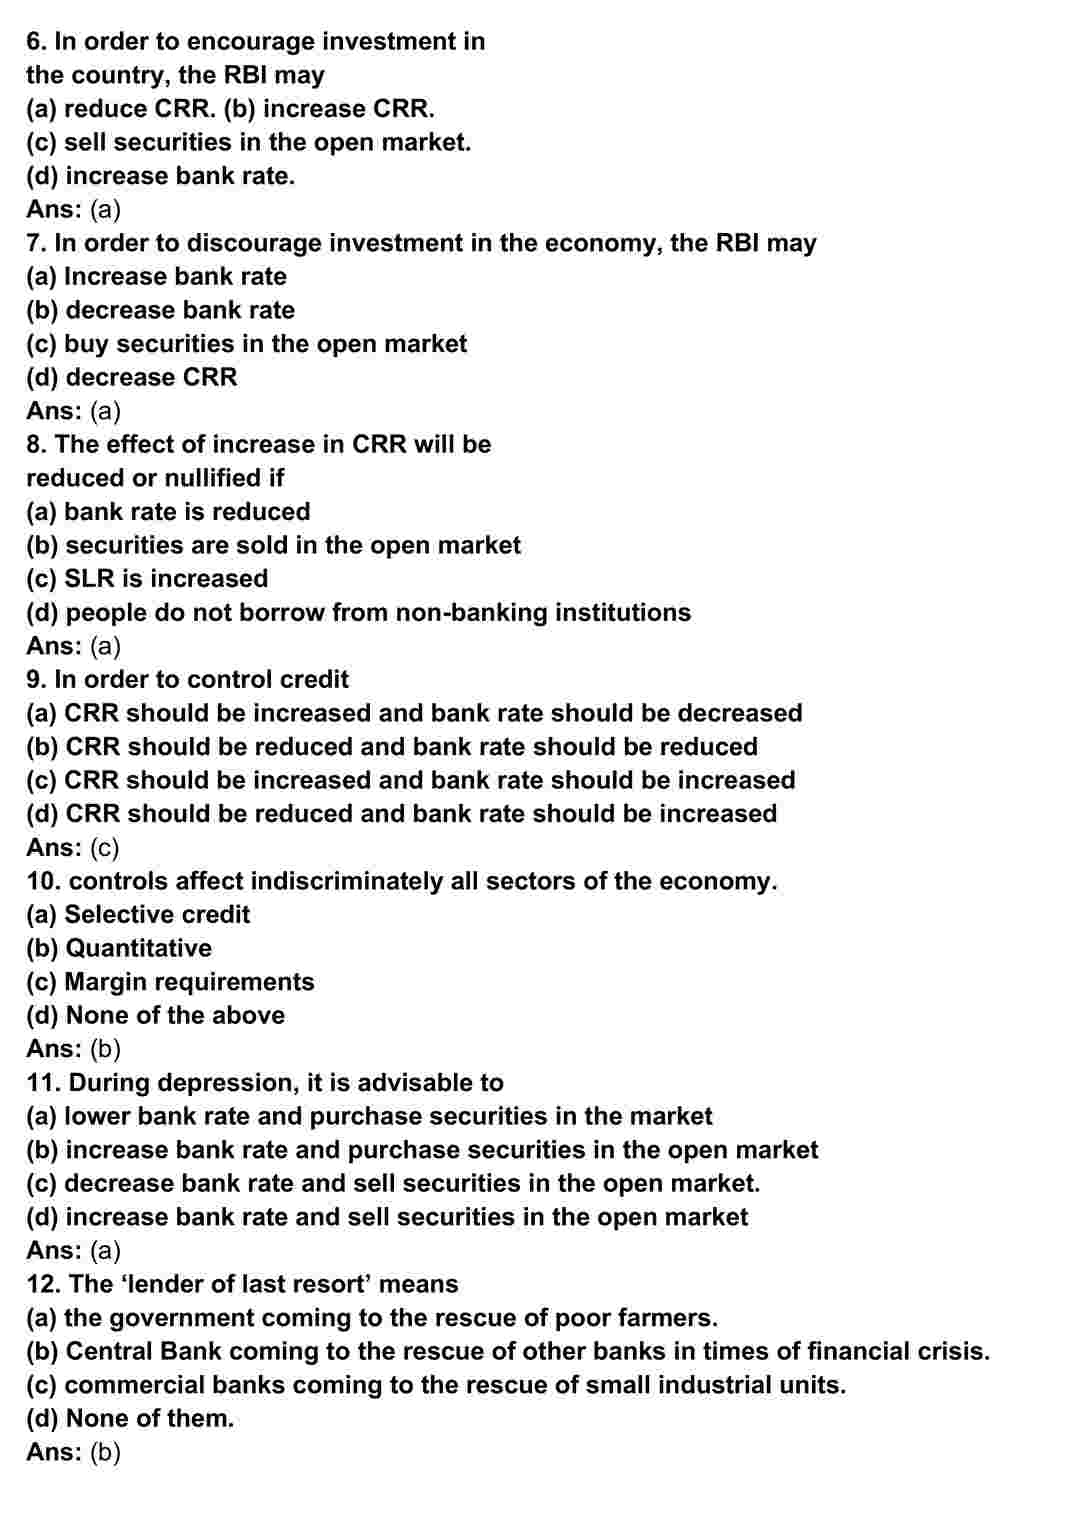 6. In order to encourage investment in
the country, the RBI may
(a) reduce CRR. (b) increase CRR.
(c) sell securities in the open market.
(d) increase bank rate.
Ans: (a)
7. In order to discourage investment in the economy, the RBI may
(a) Increase bank rate
(b) decrease bank rate
(c) buy securities in the open market
(d) decrease CRR
Ans: (a)
8. The effect of increase in CRR will be
reduced or nullified if
(a) bank rate is reduced
(b) securities are sold in the open market
(c) SLR is increased
(d) people do not borrow from non-banking institutions
Ans: (a)
9. In order to control credit
(a) CRR should be increased and bank rate should be decreased
(b) CRR should be reduced and bank rate should be reduced
(c) CRR should be increased and bank rate should be increased
(d) CRR should be reduced and bank rate should be increased
Ans: (c)
10. controls affect indiscriminately all sectors of the economy.
(a) Selective credit
(b) Quantitative
(c) Margin requirements
(d) None of the above
Ans: (b)
11. During depression, it is advisable to
(a) lower bank rate and purchase securities in the market
(b) increase bank rate and purchase securities in the open market
(c) decrease bank rate and sell securities in the open market.
(d) increase bank rate and sell securities in the open market
Ans: (a)
12. The ‘lender of last resort’ means
(a) the government coming to the rescue of poor farmers.
(b) Central Bank coming to the rescue of other banks in times of financial crisis.
(c) commercial banks coming to the rescue of small industrial units.
(d) None of them.
Ans: (b)